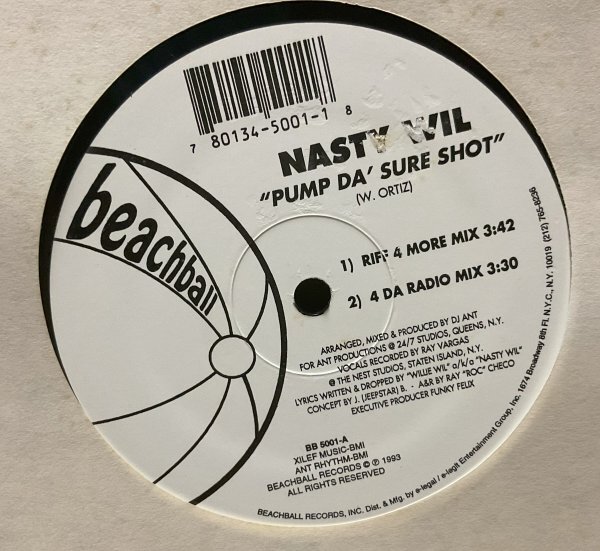 7 80134-5001-1 8
NASTY WIL
"PUMP DA' SURE SHOT"
(W. ORTIZ)
beachball
1) RIFF 4 MORE MIX 3:42
2) 4 DA RADIO MIX 3:30
ARRANGED, MIXED & PRODUCED BY DJ ANT
FOR ANT PRODUCTIONS @ 24/7 STUDIOS, QUEENS, N.Y.
VOCALS RECORDED BY RAY VARGAS
@ THE NEST STUDIOS, STATEN ISLAND, N.Y.
LYRICS WRITTEN & DROPPED BY "WILLIE WIL" a/k/a "NASTY WIL"
CONCEPT BY J. (JEEPSTAR) B. · A&R BY RAY "ROC" CHECO
EXECUTIVE PRODUCER FUNKY FELIX
BB 5001-A
XILEF MUSIC-BMI
ANT RHYTHM-BMI
BEACHBALL RECORDS © ℗ 1993
ALL RIGHTS RESERVED
BEACHBALL RECORDS, INC. Dist. & Mfg. by e-legal / e-legit Entertainment Group, Inc. 1674 Broadway 8th Fl. N.Y.C., N.Y. 10019 (212) 765-8236